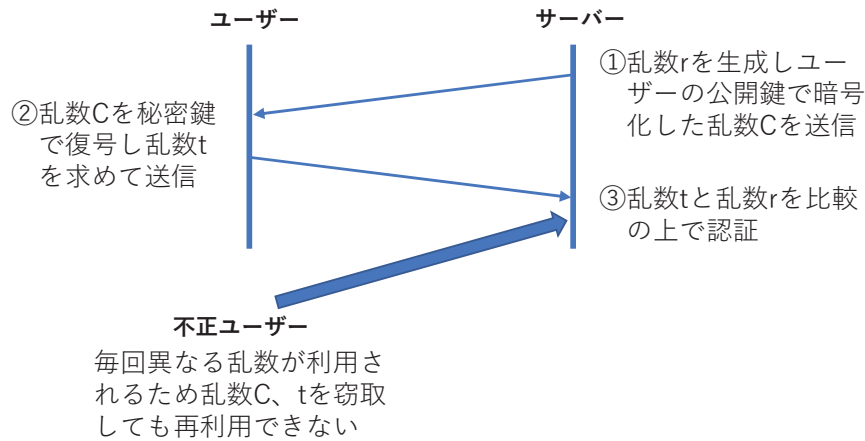 ユーザー
サーバー
①乱数rを生成しユー
ザーの公開鍵で暗号
化した乱数Cを送信
②乱数Cを秘密鍵
で復号し乱数t
を求めて送信
③乱数tと乱数rを比較
の上で認証
不正ユーザー
毎回異なる乱数が利用さ
れるため乱数C、tを窃取
しても再利用できない